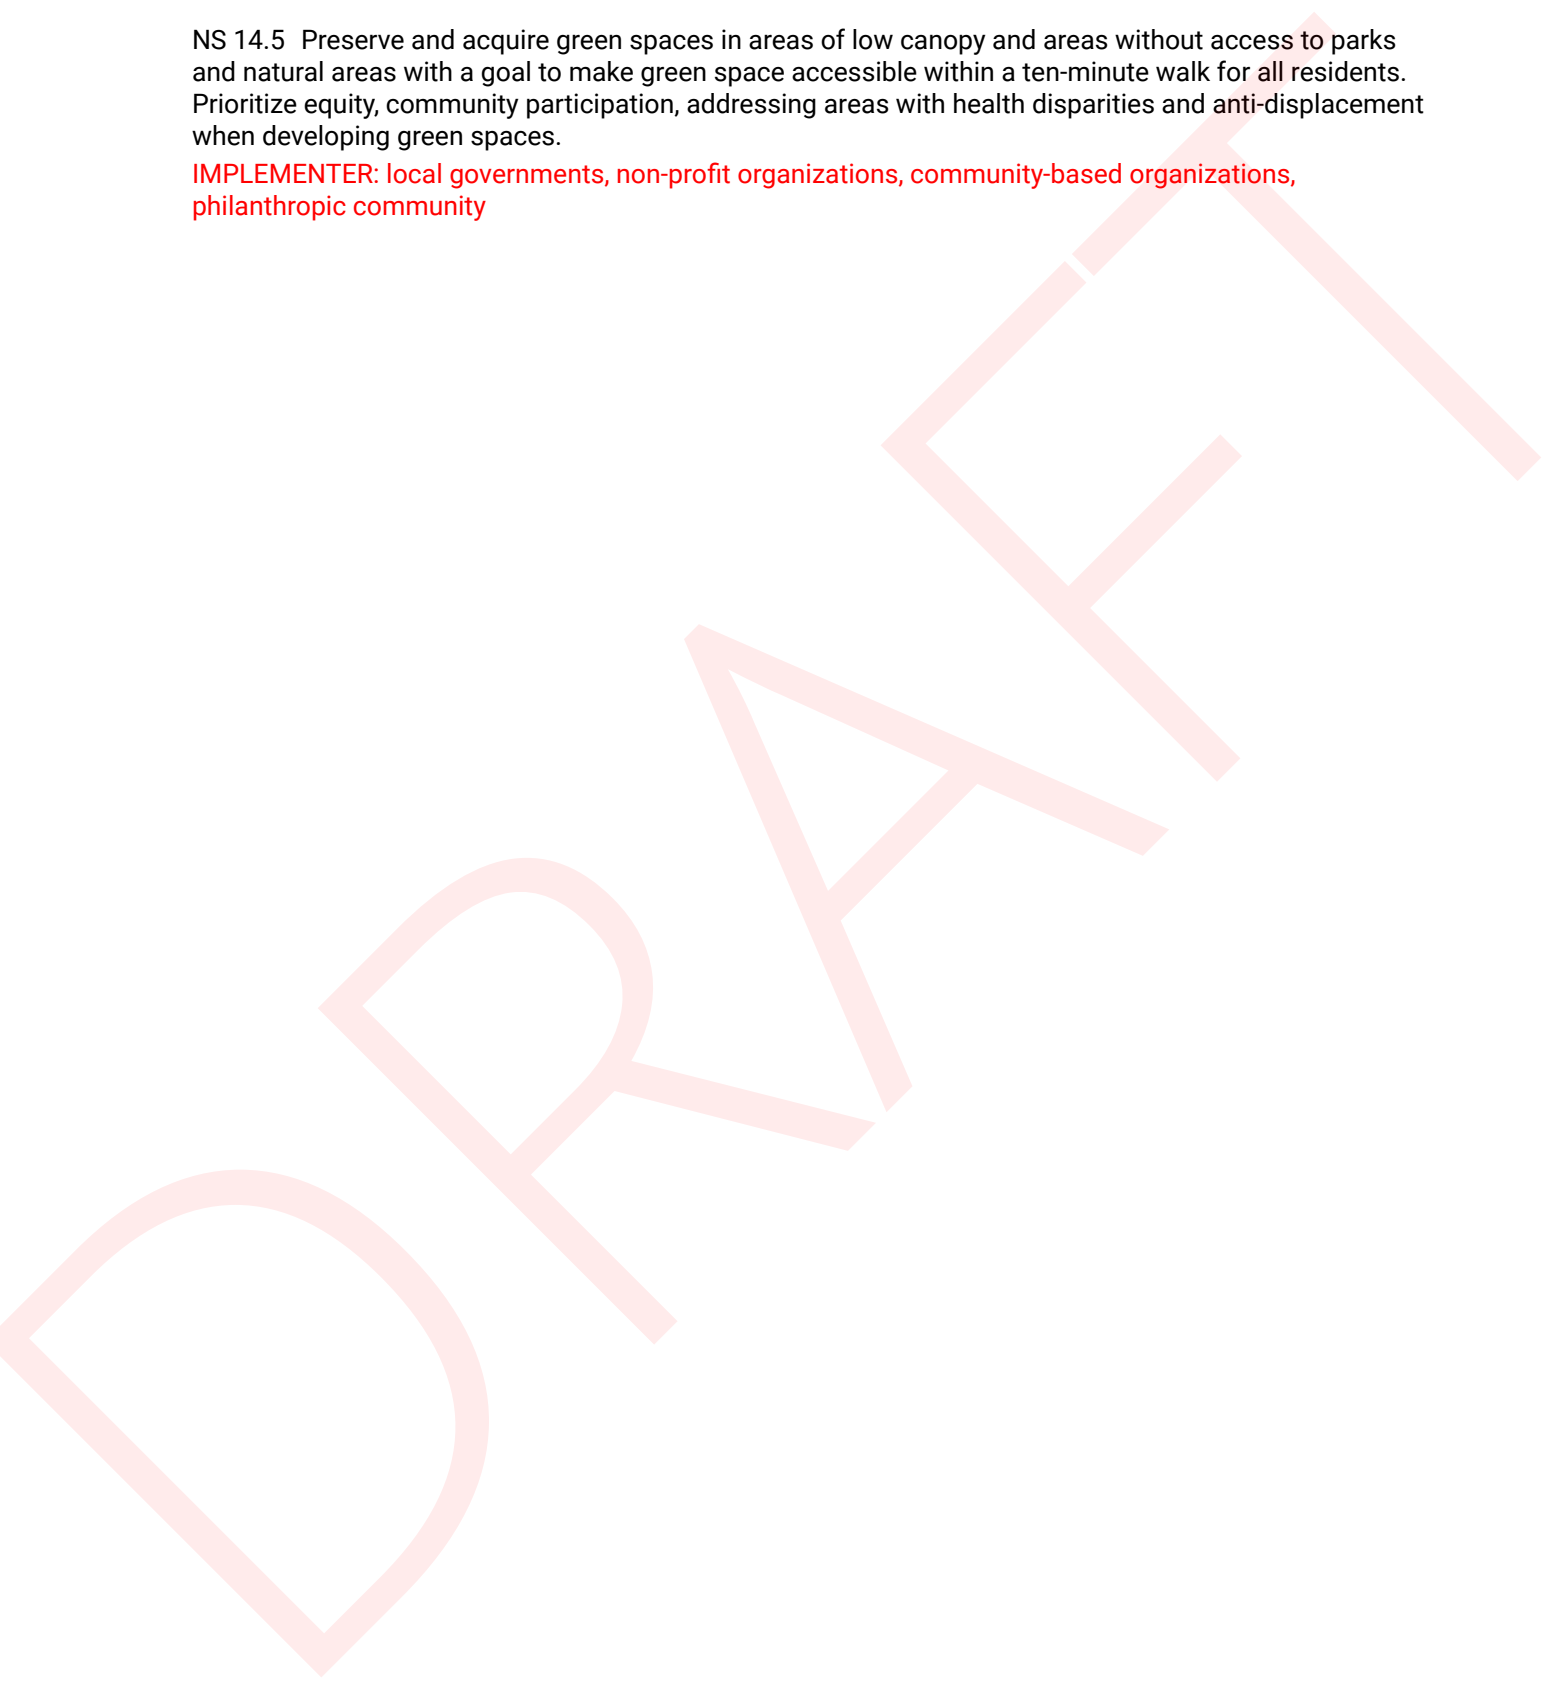 NS 14.5 Preserve and acquire green spaces in areas of low canopy and areas without access to parks
and natural areas with a goal to make green space accessible within a ten-minute walk for all residents.
Prioritize equity, community participation, addressing areas with health disparities and anti-displacement
when developing green spaces.
IMPLEMENTER: local governments, non-profit organizations, community-based organizations,
philanthropic community
DRAFT